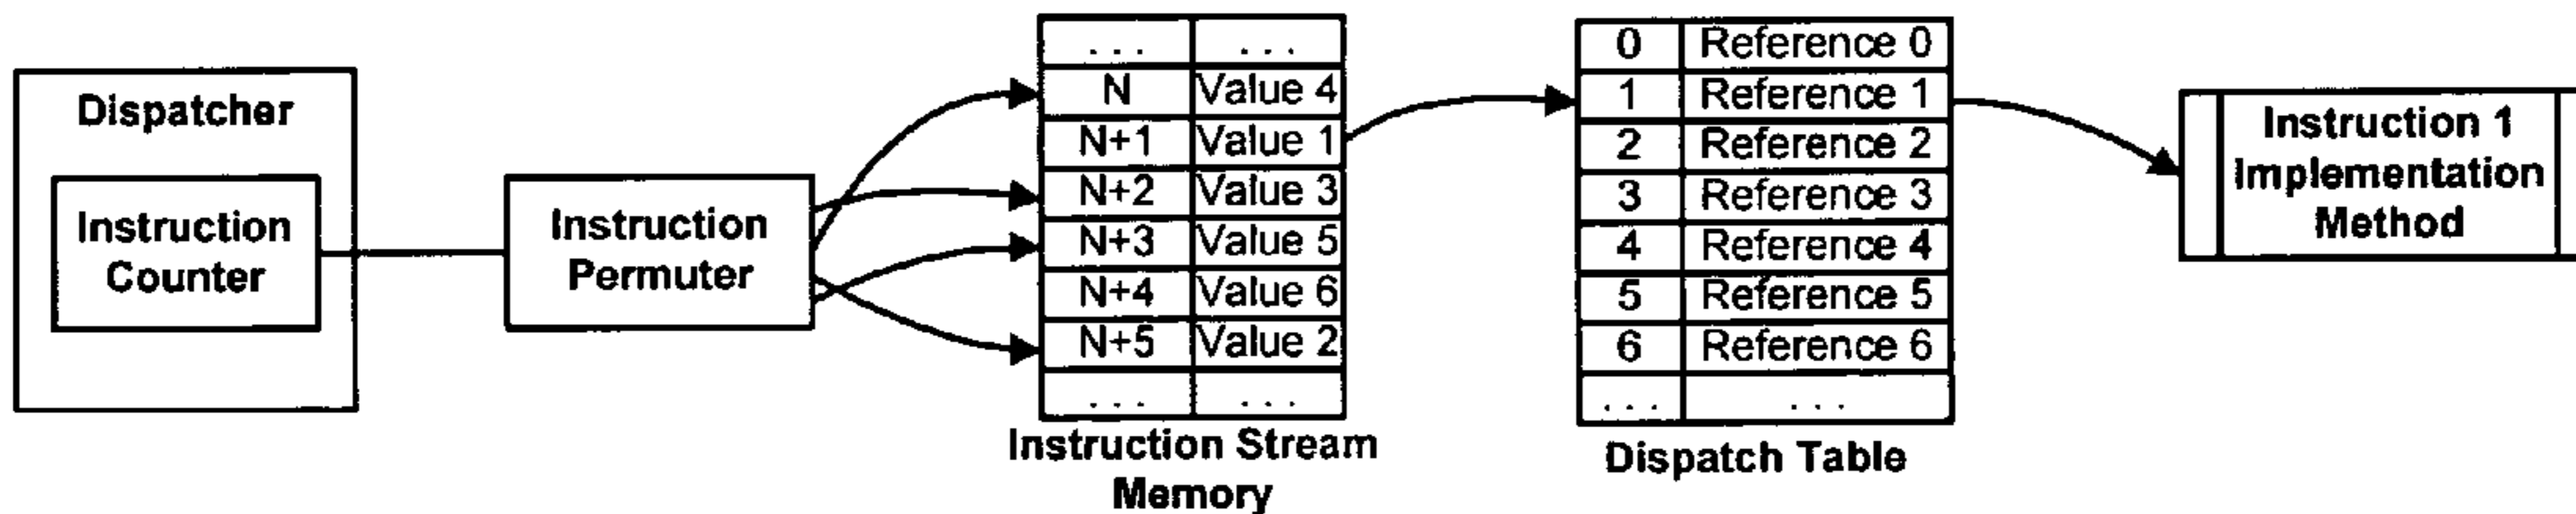 Dispatcher
Instruction
Counter
Instruction
Permuter
. . . . . .
N Value 4
N+1 Value 1
N+2 Value 3
N+3 Value 5
N+4 Value 6
N+5 Value 2
. . . . . .
Instruction Stream
Memory
0 Reference 0
1 Reference 1
2 Reference 2
3 Reference 3
4 Reference 4
5 Reference 5
6 Reference 6
. . . . . .
Dispatch Table
Instruction 1
Implementation
Method